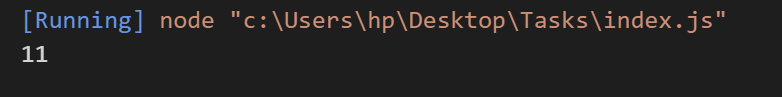 [Running] node "c:\Users\hp\Desktop\Tasks\index.js"
11